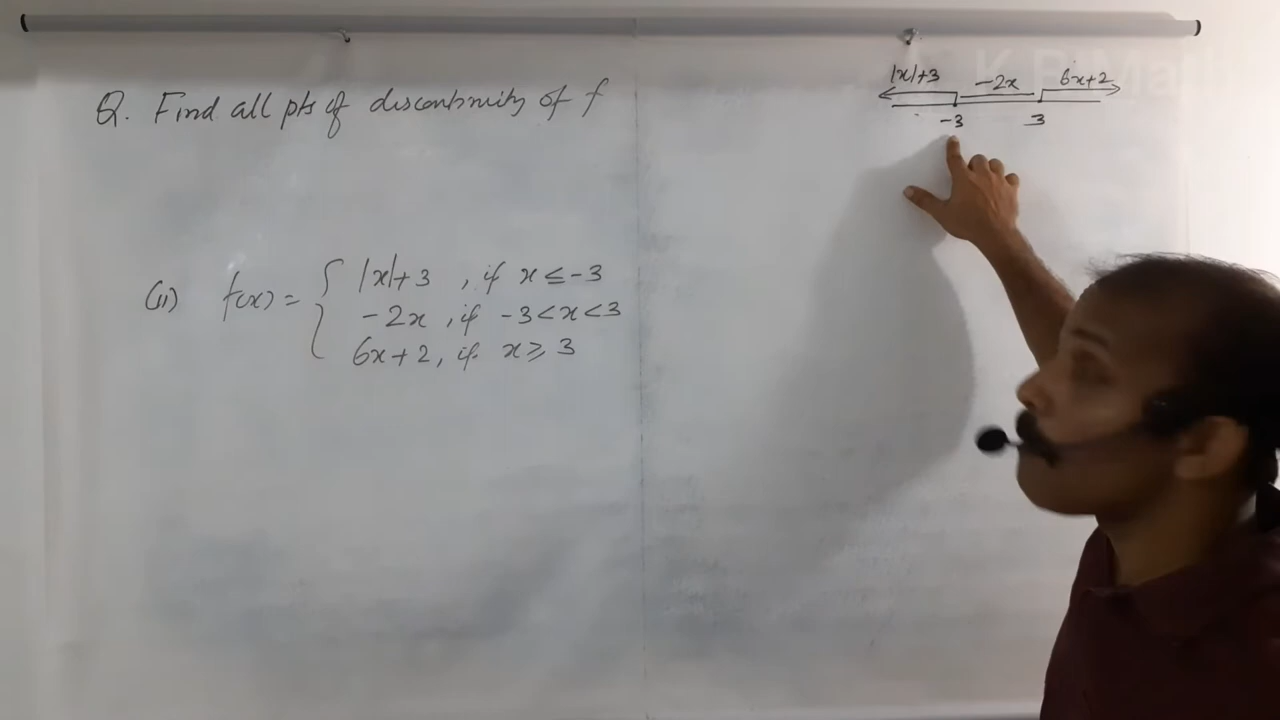 Q. Find all pts of discontinuity of f
|x|+3 -2x 6x+2
-3 3
(ii) f(x) = { |x|+3 , if x ≤ -3
-2x , if -3<x<3
6x+2, if x ≥ 3